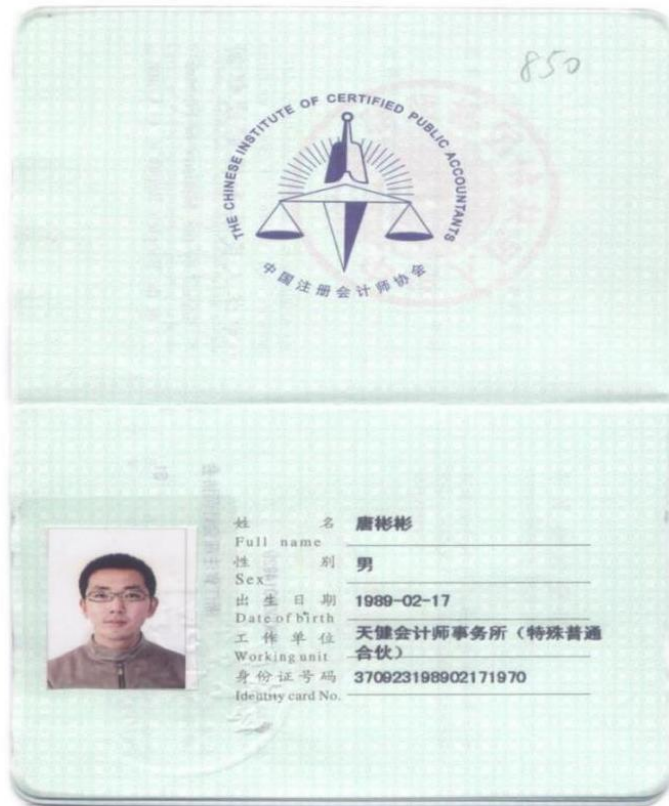 850
THE CHINESE INSTITUTE OF CERTIFIED PUBLIC ACCOUNTANTS
中国注册会计师协会
姓 名 唐彬彬
Full name
性 别 男
Sex
出生日期 1989-02-17
Date of birth
工作单位 天健会计师事务所（特殊普通
Working unit 合伙）
身份证号码 370923198902171970
Identity card No.